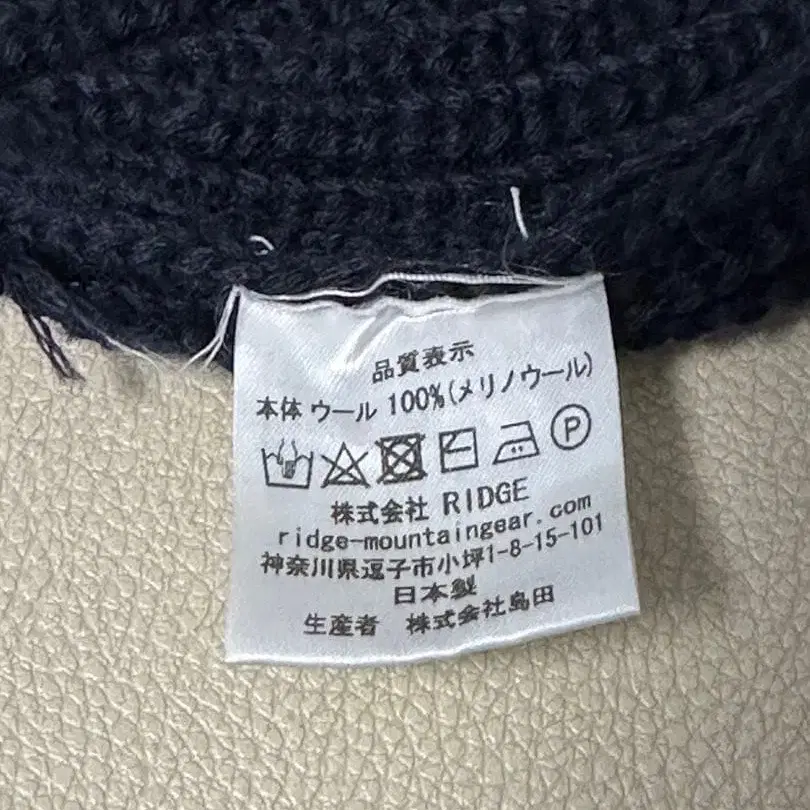 品質表示
本体 ウール 100%(メリノウール)
P
株式会社 RIDGE
ridge-mountaingear.com
神奈川県逗子市小坪1-8-15-101
日本製
生産者 株式会社島田